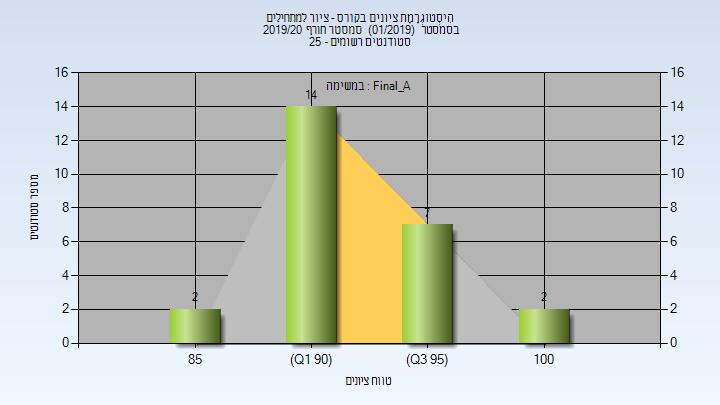 היסטוגרמת ציונים בקורס - ציור למתחילים
בסמסטר (01/2019) סמסטר חורף 2019/20
סטודנטים רשומים - 25
במשימה : Final_A
מספר סטודנטים
16 16
14 14
12 12
10 10
8 8
6 6
4 4
2 2
0 0
2 14 7 2
85 (Q1 90) (Q3 95) 100
טווח ציונים